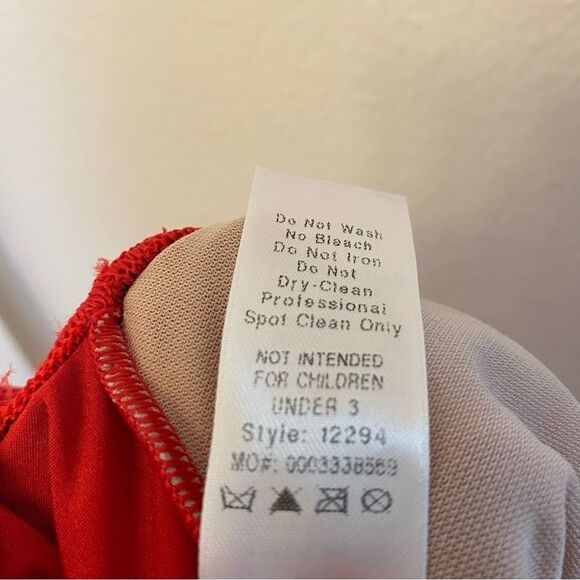 Do Not Wash
No Bleach
Do Not Iron
Do Not
Dry-Clean
Professional
Spot Clean Only
NOT INTENDED
FOR CHILDREN
UNDER 3
Style: 12294
MO#: 0003338559